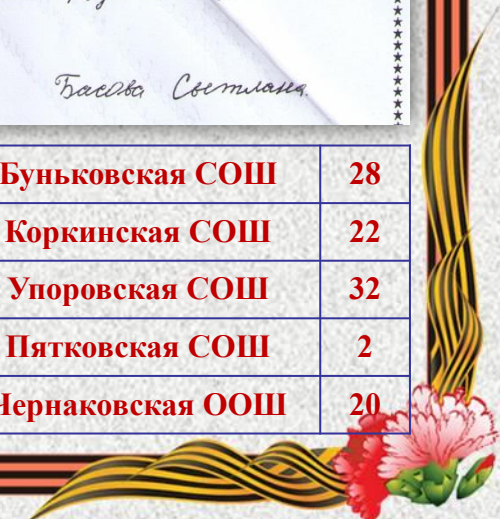 Басова Светлана
Буньковская СОШ 28
Коркинская СОШ 22
Упоровская СОШ 32
Пятковская СОШ 2
Чернаковская ООШ 20